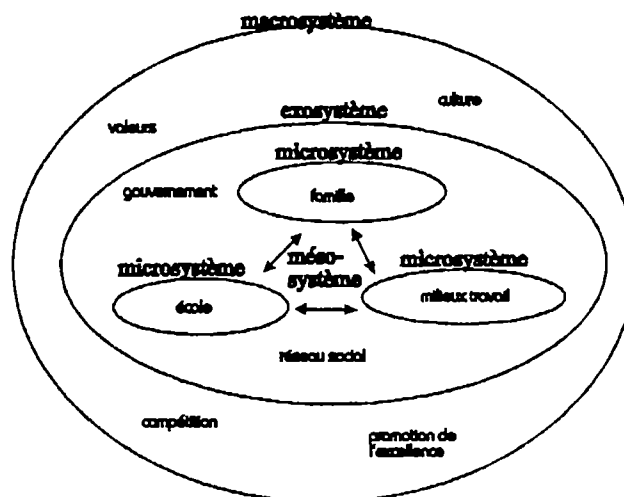 macrosystème
culture
valeurs
exosystème
microsystème
gouvernement
famille
microsystème
méso-
système
microsystème
école
milieux travail
réseau social
compétition
promotion de
l'excellence